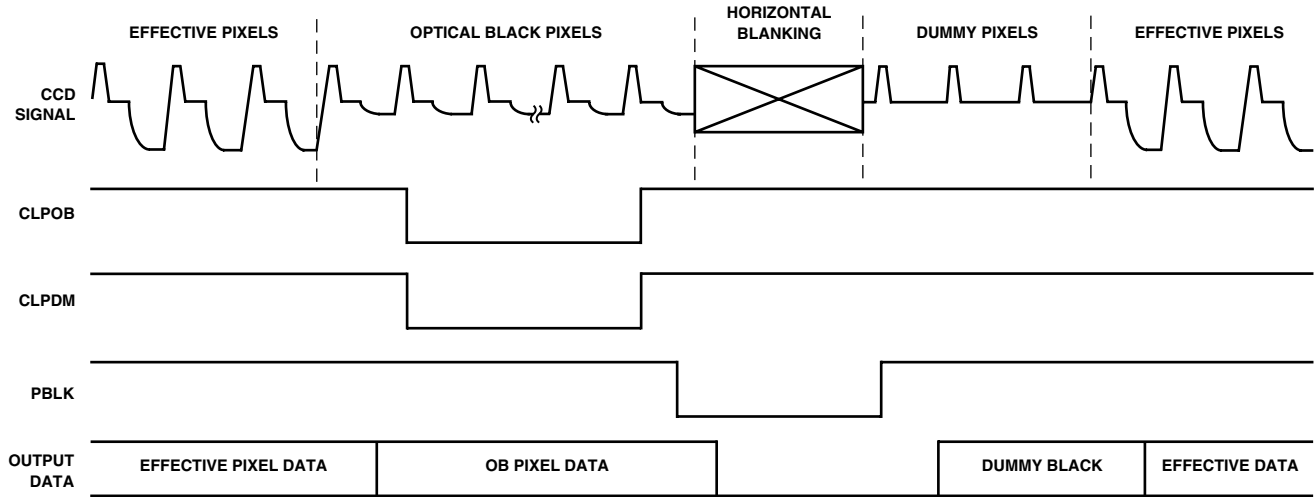 HORIZONTAL
BLANKING
EFFECTIVE PIXELS
OPTICAL BLACK PIXELS
DUMMY PIXELS
EFFECTIVE PIXELS
CCD
SIGNAL
CLPOB
CLPDM
PBLK
OUTPUT
DATA
EFFECTIVE PIXEL DATA
OB PIXEL DATA
DUMMY BLACK
EFFECTIVE DATA